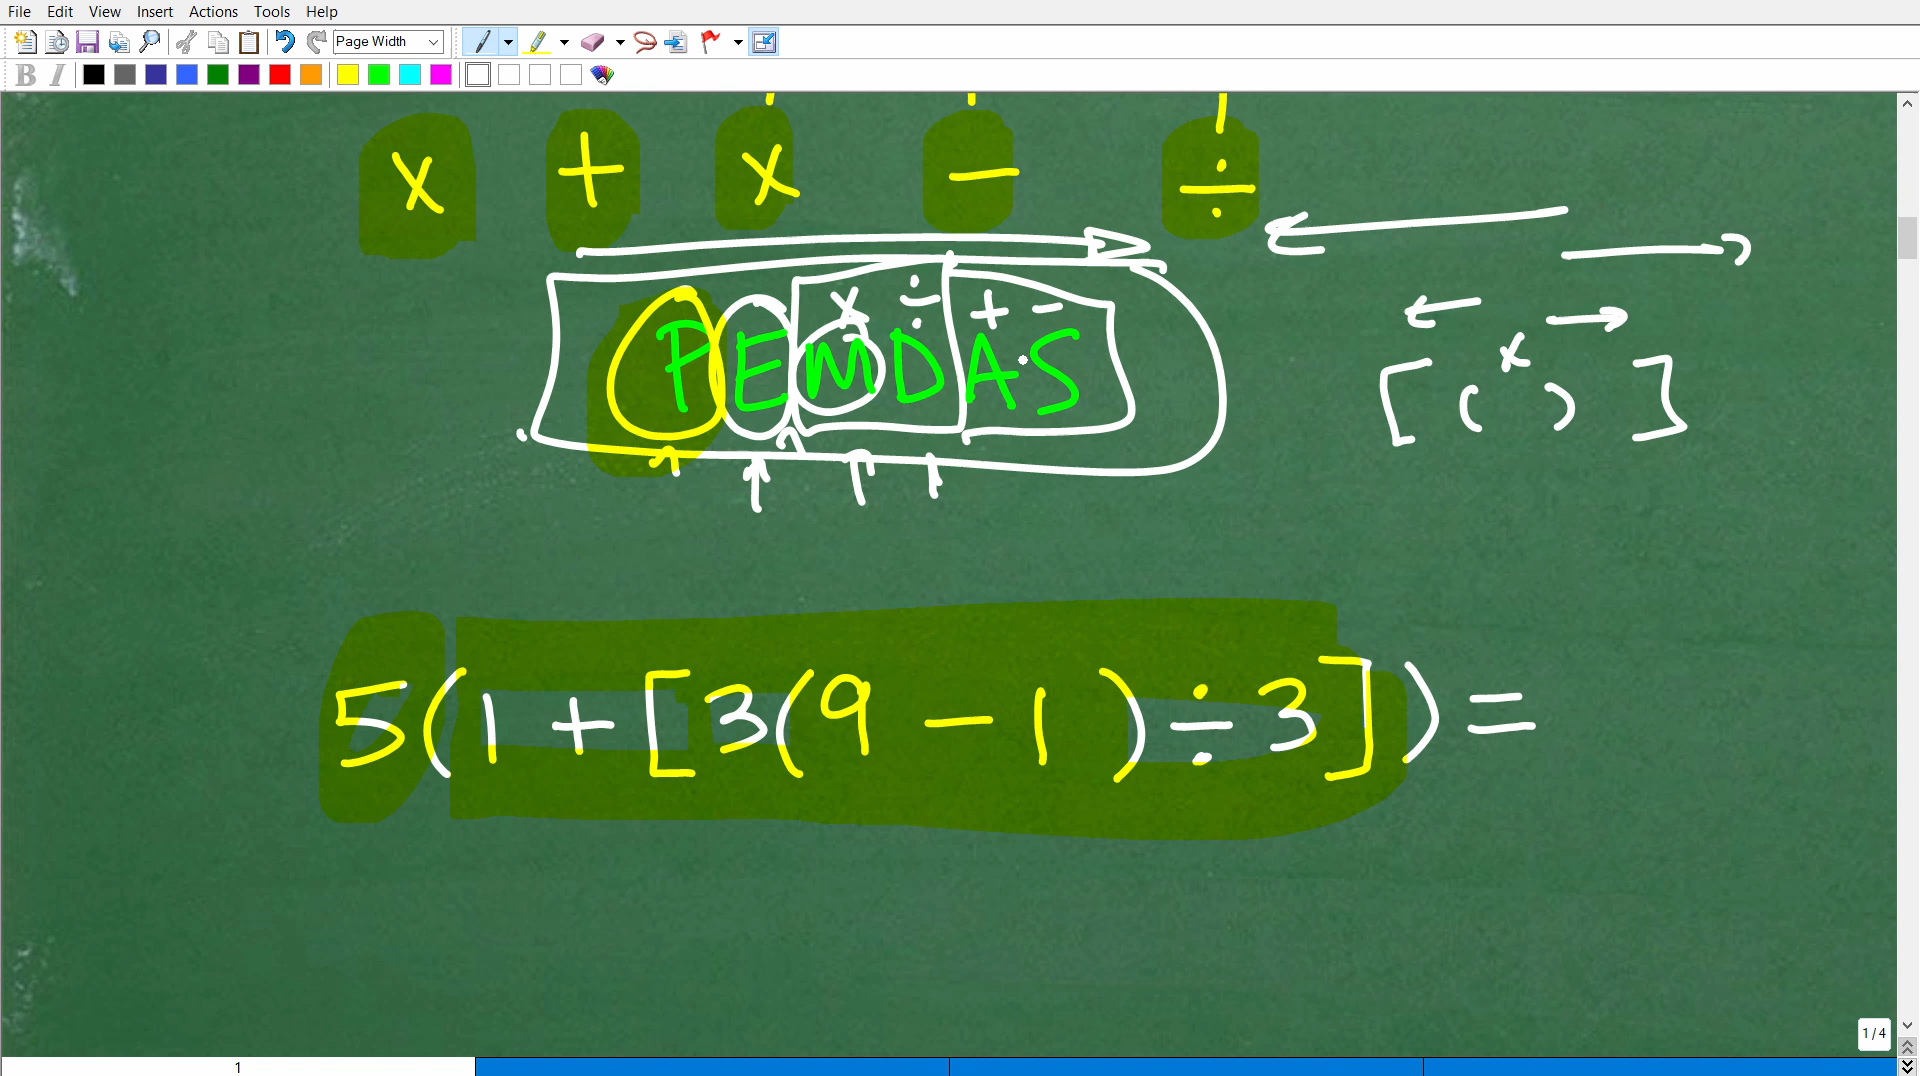 File Edit View Insert Actions Tools Help
Page Width
B I
x + x - ÷
x ÷ + -
PEMDAS
x
[ ( ) ]
5(1 + [3(9 - 1) ÷ 3]) =
1 / 4
1